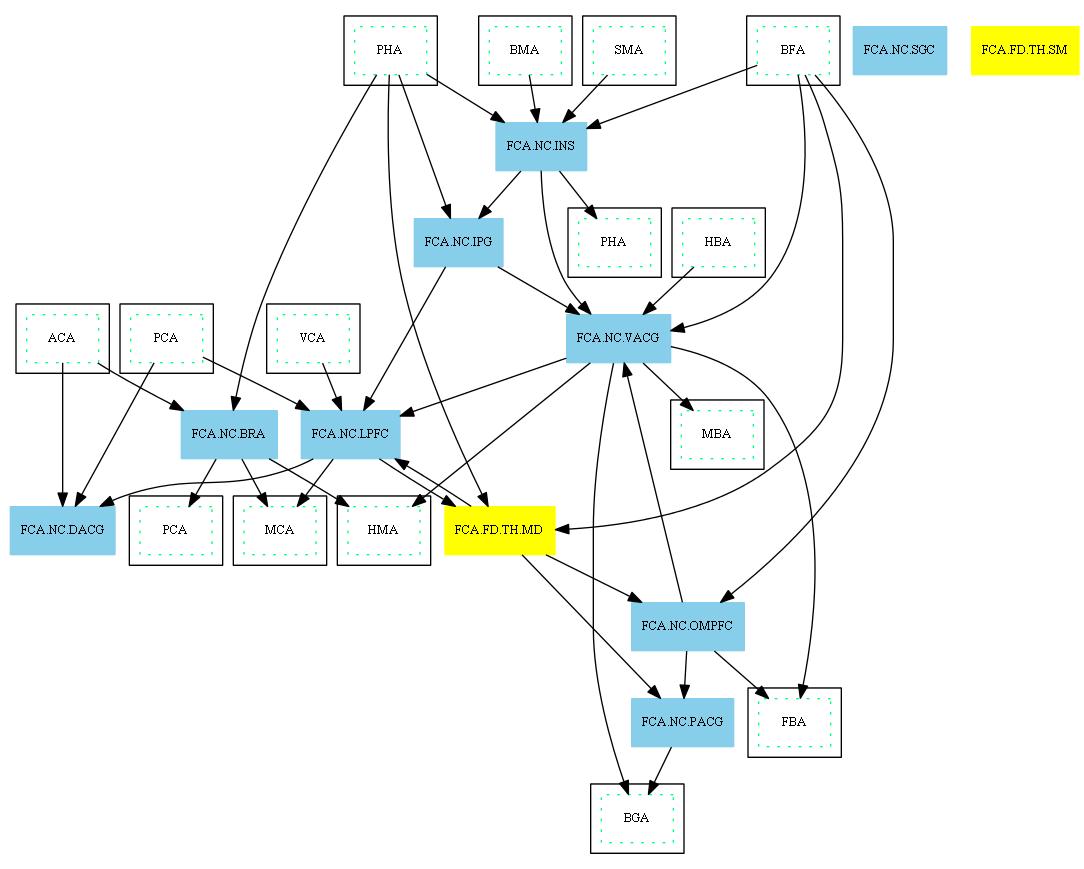 PHA
BMA
SMA
BFA
FCA.NC.SGC
FCA.FD.TH.SM
FCA.NC.INS
FCA.NC.IPG
PHA
HBA
ACA
PCA
VCA
FCA.NC.VACG
FCA.NC.BRA
FCA.NC.LPFC
MBA
FCA.NC.DACG
PCA
MCA
HMA
FCA.FD.TH.MD
FCA.NC.OMPFC
FCA.NC.PACG
FBA
BGA